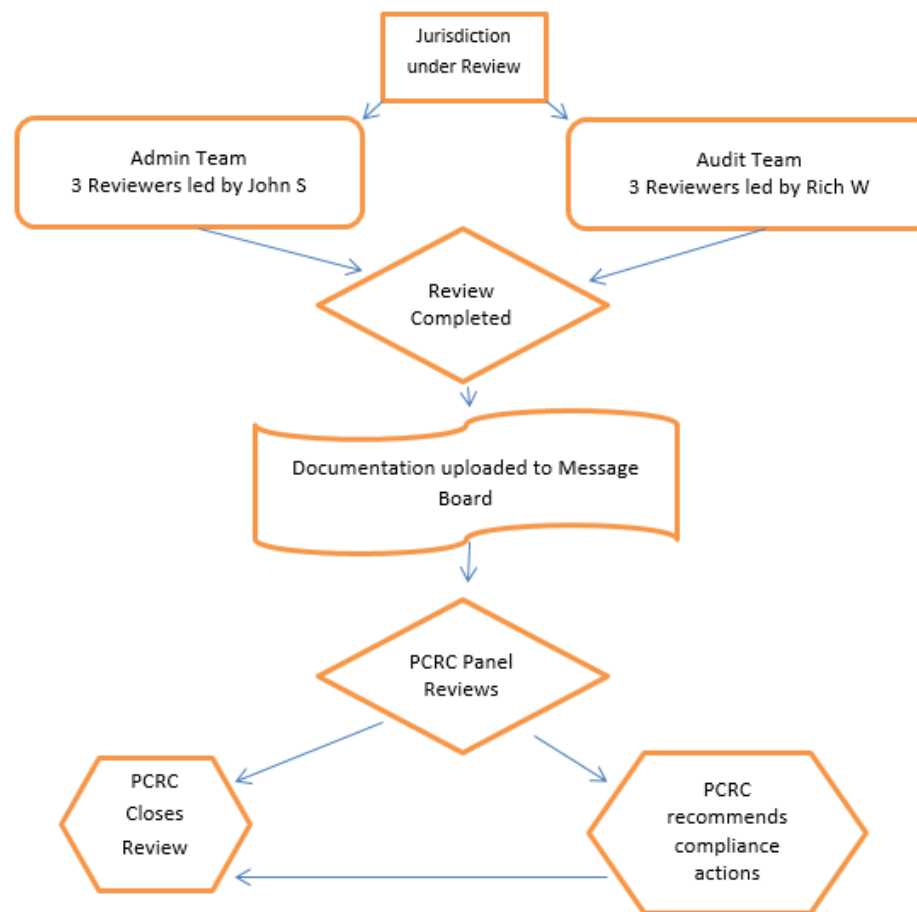 Jurisdiction
under Review
Admin Team
3 Reviewers led by John S
Audit Team
3 Reviewers led by Rich W
Review
Completed
Documentation uploaded to Message
Board
PCRC Panel
Reviews
PCRC
Closes
Review
PCRC
recommends
compliance
actions